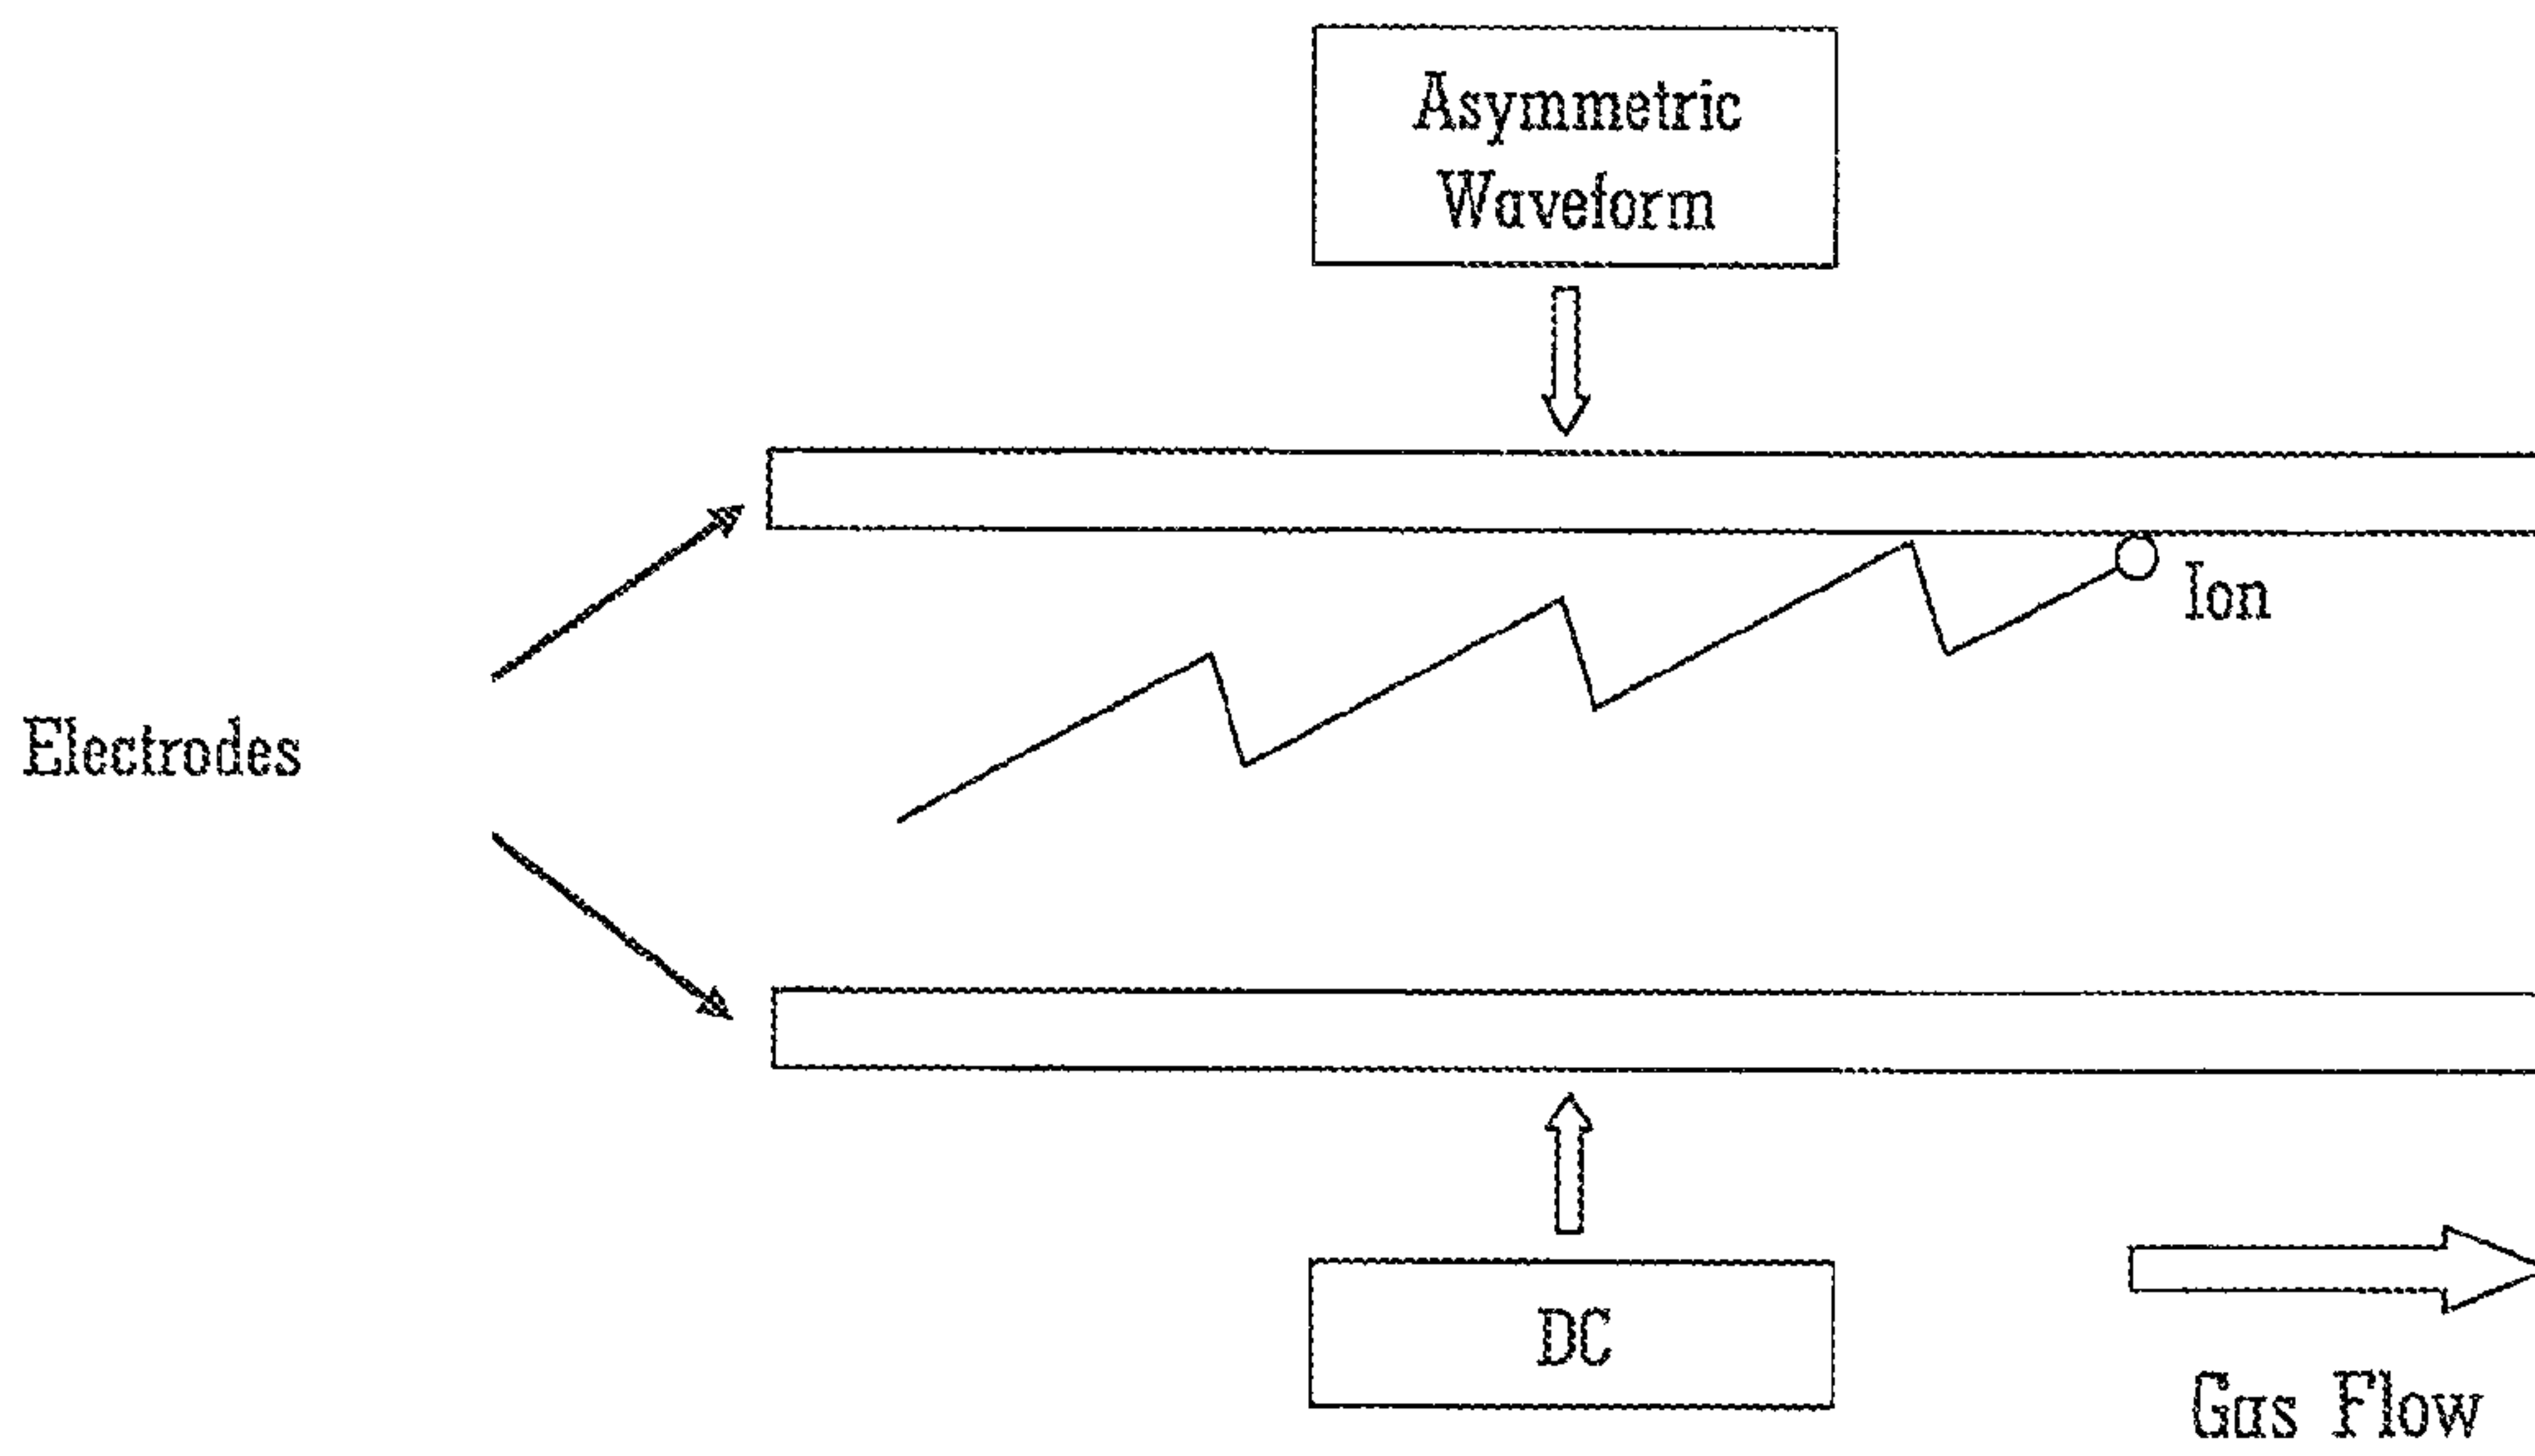 Asymmetric
Waveform
Ion
Electrodes
DC
Gas Flow